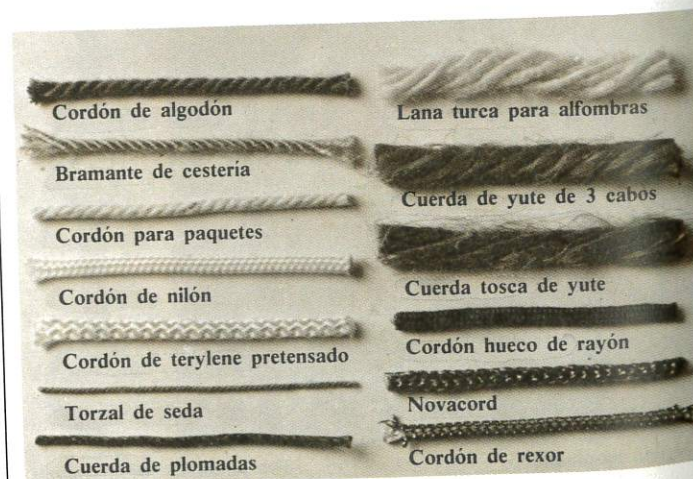 Cordón de algodón
Bramante de cestería
Cordón para paquetes
Cordón de nilón
Cordón de terylene pretensado
Torzal de seda
Cuerda de plomadas
Lana turca para alfombras
Cuerda de yute de 3 cabos
Cuerda tosca de yute
Cordón hueco de rayón
Novacord
Cordón de rexor